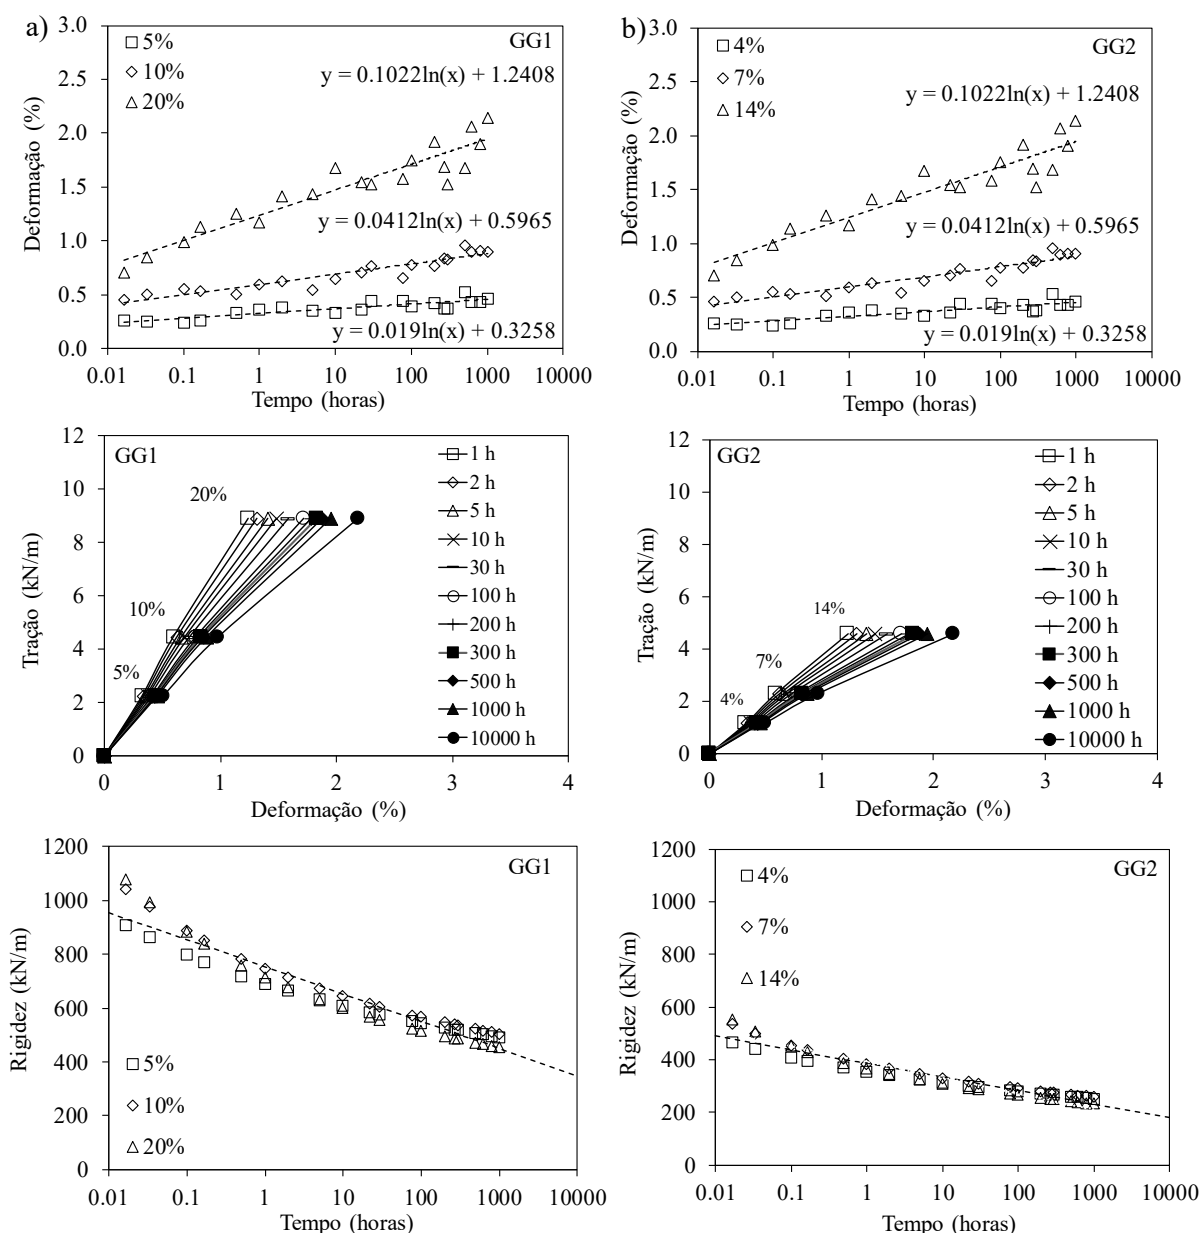 a)
3.0
2.5
2.0
1.5
1.0
0.5
0.0
Deformação (%)
5%
10%
20%
GG1
y = 0.1022ln(x) + 1.2408
y = 0.0412ln(x) + 0.5965
y = 0.019ln(x) + 0.3258
0.01 0.1 1 10 100 1000 10000
Tempo (horas)
b)
3.0
2.5
2.0
1.5
1.0
0.5
0.0
Deformação (%)
4%
7%
14%
GG2
y = 0.1022ln(x) + 1.2408
y = 0.0412ln(x) + 0.5965
y = 0.019ln(x) + 0.3258
0.01 0.1 1 10 100 1000 10000
Tempo (horas)
12
10
8
6
4
2
0
Tração (kN/m)
GG1
20%
10%
5%
1 h
2 h
5 h
10 h
30 h
100 h
200 h
300 h
500 h
1000 h
10000 h
0 1 2 3 4
Deformação (%)
12
10
8
6
4
2
0
Tração (kN/m)
GG2
14%
7%
4%
1 h
2 h
5 h
10 h
30 h
100 h
200 h
300 h
500 h
1000 h
10000 h
0 1 2 3 4
Deformação (%)
1200
1000
800
600
400
200
0
Rigidez (kN/m)
GG1
5%
10%
20%
0.01 0.1 1 10 100 1000 10000
Tempo (horas)
1200
1000
800
600
400
200
0
Rigidez (kN/m)
4%
7%
14%
GG2
0.01 0.1 1 10 100 1000 10000
Tempo (horas)